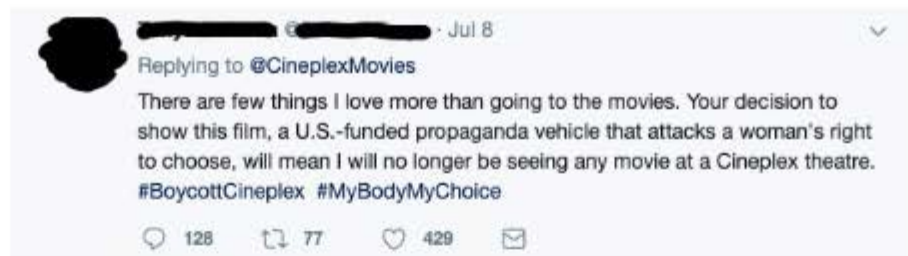 · Jul 8
Replying to @CineplexMovies
There are few things I love more than going to the movies. Your decision to
show this film, a U.S.-funded propaganda vehicle that attacks a woman's right
to choose, will mean I will no longer be seeing any movie at a Cineplex theatre.
#BoycottCineplex #MyBodyMyChoice
128 77 429